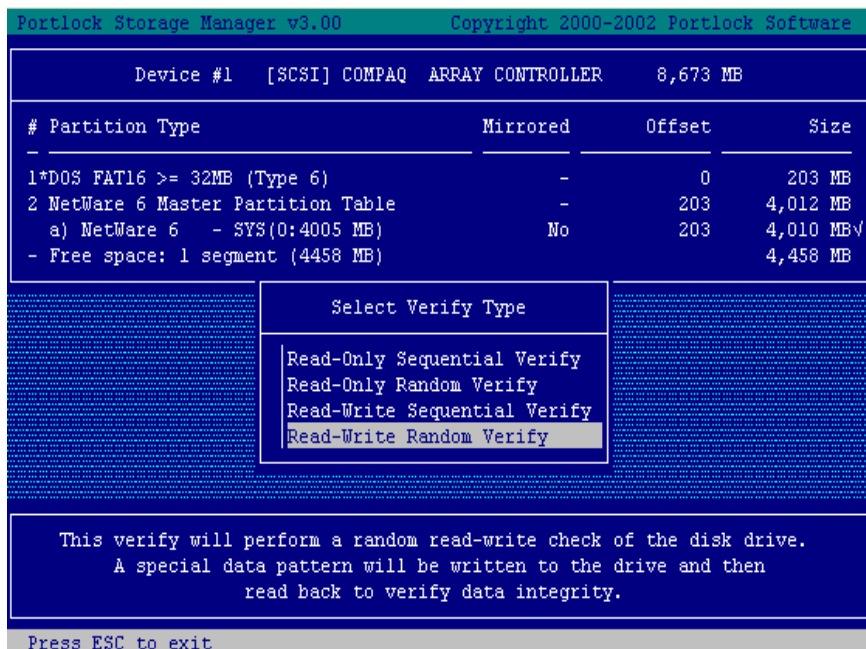 Portlock Storage Manager v3.00 Copyright 2000-2002 Portlock Software
Device #1 [SCSI] COMPAQ ARRAY CONTROLLER 8,673 MB
# Partition Type Mirrored Offset Size
1*DOS FAT16 >= 32MB (Type 6) - 0 203 MB
2 NetWare 6 Master Partition Table - 203 4,012 MB
a) NetWare 6 - SYS(0:4005 MB) No 203 4,010 MB√
- Free space: 1 segment (4458 MB) 4,458 MB
Select Verify Type
Read-Only Sequential Verify
Read-Only Random Verify
Read-Write Sequential Verify
Read-Write Random Verify
This verify will perform a random read-write check of the disk drive.
A special data pattern will be written to the drive and then
read back to verify data integrity.
Press ESC to exit